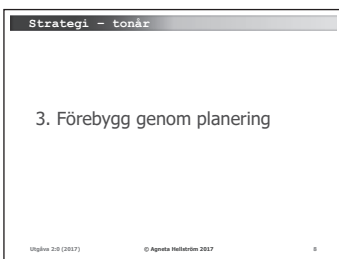 Strategi – tonår
3. Förebygg genom planering
Utgåva 2:0 (2017) © Agneta Hellström 2017 8